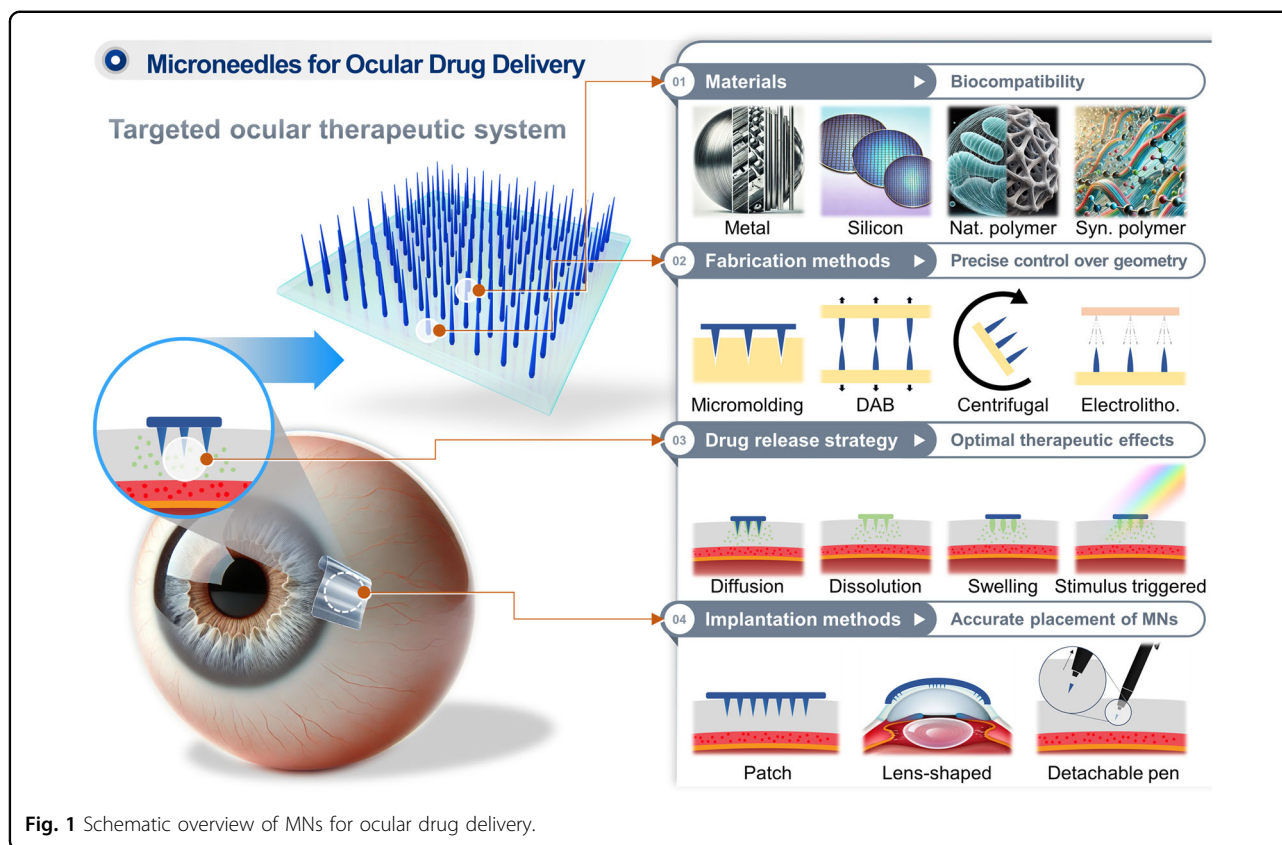 Microneedles for Ocular Drug Delivery
Targeted ocular therapeutic system
01 Materials Biocompatibility
Metal Silicon Nat. polymer Syn. polymer
02 Fabrication methods Precise control over geometry
Micromolding DAB Centrifugal Electrolitho.
03 Drug release strategy Optimal therapeutic effects
Diffusion Dissolution Swelling Stimulus triggered
04 Implantation methods Accurate placement of MNs
Patch Lens-shaped Detachable pen
Fig. 1 Schematic overview of MNs for ocular drug delivery.